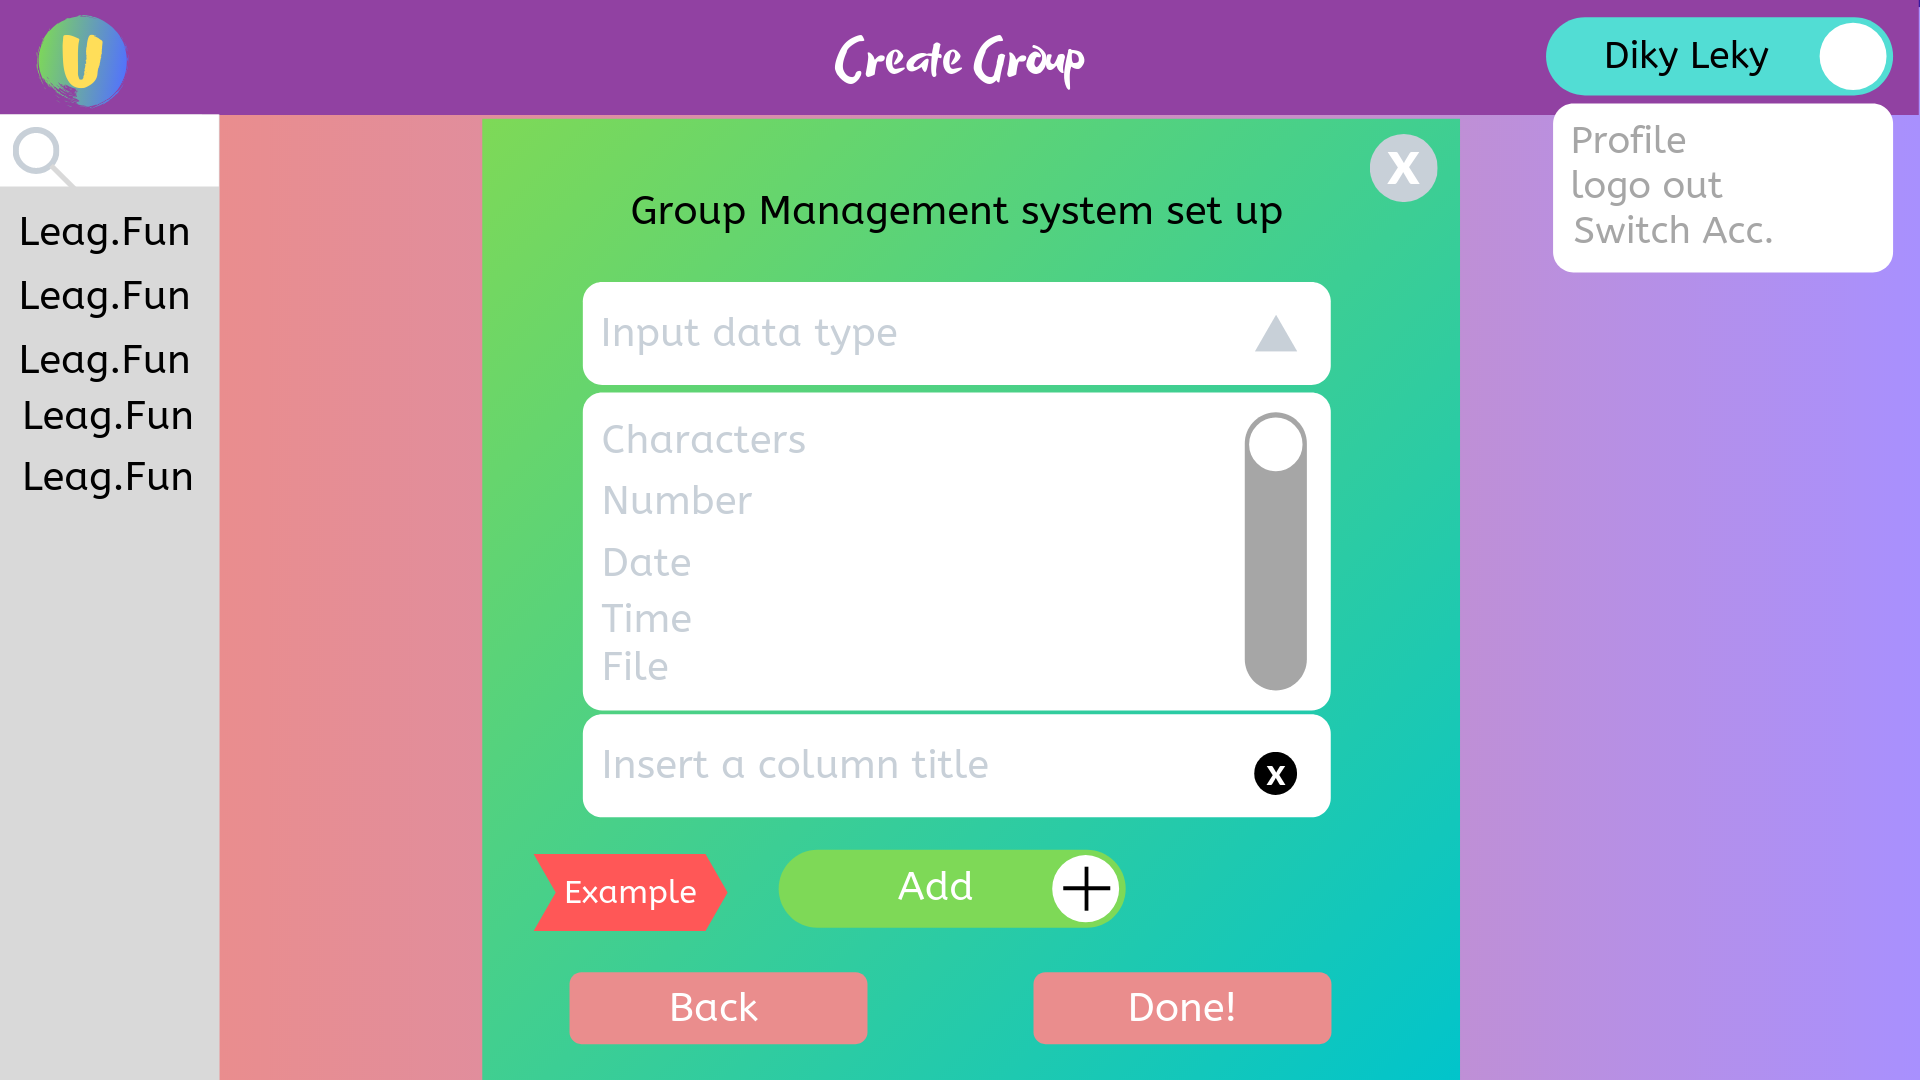 U
Create Group
Diky Leky
Profile
logo out
Switch Acc.
Leag.Fun
Leag.Fun
Leag.Fun
Leag.Fun
Leag.Fun
X
Group Management system set up
Input data type
Characters
Number
Date
Time
File
Insert a column title
x
Example
Add
Back
Done!